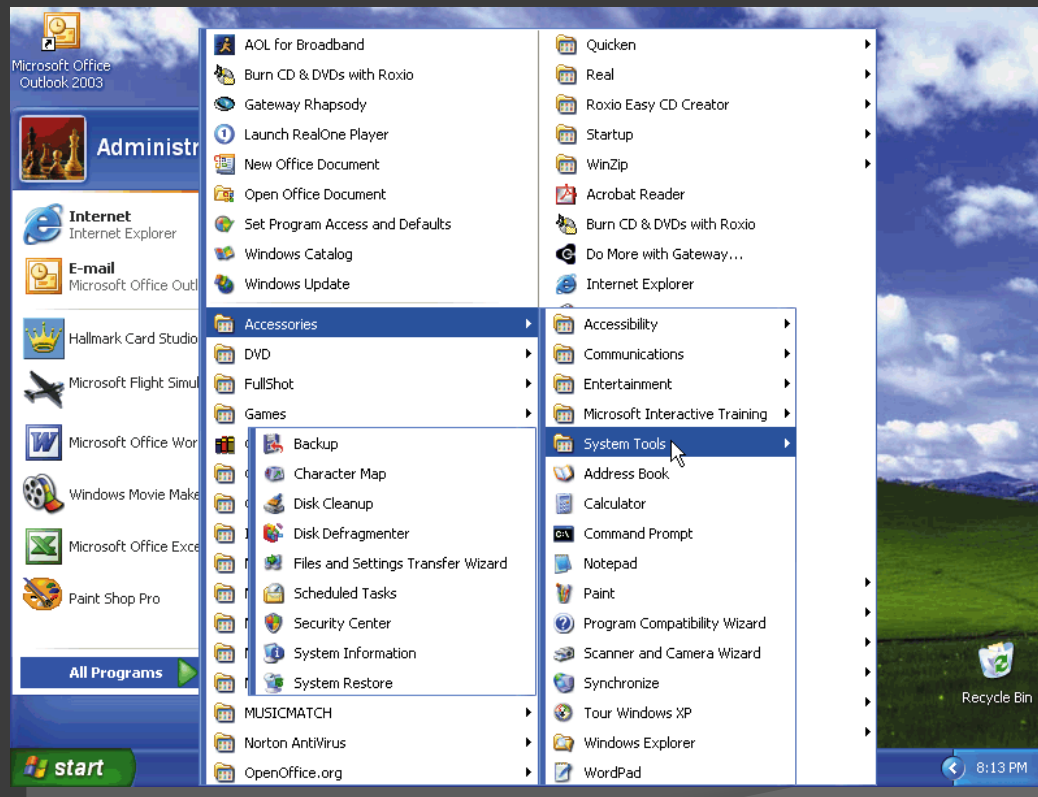 Microsoft Office
Outlook 2003
Administr
Internet
Internet Explorer
E-mail
Microsoft Office Outl
Hallmark Card Studio
Microsoft Flight Simul
Microsoft Office Wor
Windows Movie Make
Microsoft Office Exce
Paint Shop Pro
All Programs
start
AOL for Broadband
Burn CD & DVDs with Roxio
Gateway Rhapsody
Launch RealOne Player
New Office Document
Open Office Document
Set Program Access and Defaults
Windows Catalog
Windows Update
Accessories
DVD
FullShot
Games
MUSICMATCH
Norton AntiVirus
OpenOffice.org
Quicken
Real
Roxio Easy CD Creator
Startup
WinZip
Acrobat Reader
Burn CD & DVDs with Roxio
Do More with Gateway...
Internet Explorer
Accessibility
Communications
Entertainment
Microsoft Interactive Training
System Tools
Address Book
Calculator
Command Prompt
Notepad
Paint
Program Compatibility Wizard
Scanner and Camera Wizard
Synchronize
Tour Windows XP
Windows Explorer
WordPad
Backup
Character Map
Disk Cleanup
Disk Defragmenter
Files and Settings Transfer Wizard
Scheduled Tasks
Security Center
System Information
System Restore
Recycle Bin
8:13 PM